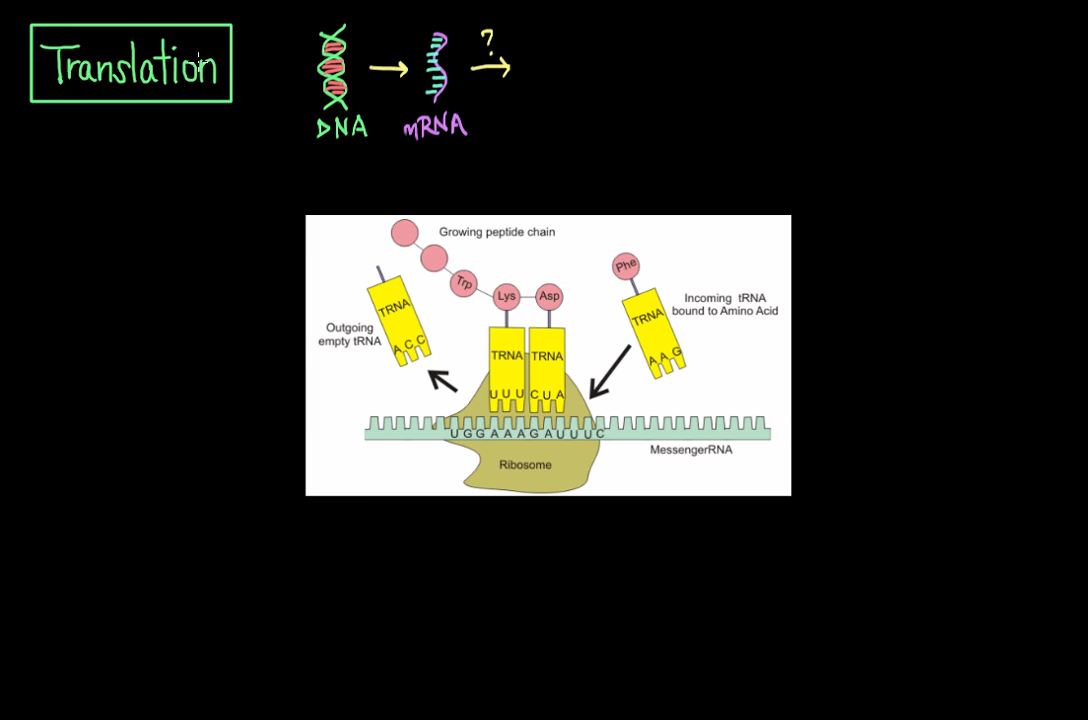 Translation
?
DNA
mRNA
Growing peptide chain
Trp
Lys
Asp
Phe
TRNA
A C C
Outgoing
empty tRNA
TRNA
U U U
TRNA
C U A
TRNA
A A G
Incoming tRNA
bound to Amino Acid
U G G A A A G A U U U C
MessengerRNA
Ribosome